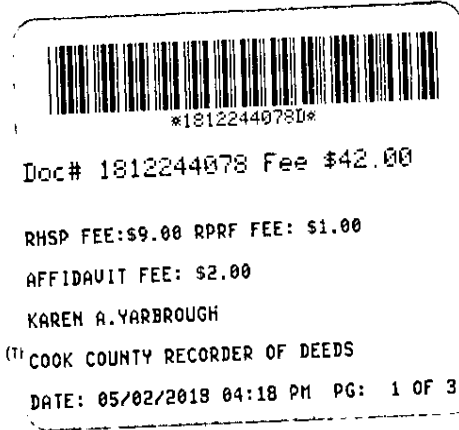 *1812244078D*
Doc# 1812244078 Fee $42.00
RHSP FEE:$9.00 RPRF FEE: $1.00
AFFIDAVIT FEE: $2.00
KAREN A.YARBROUGH
COOK COUNTY RECORDER OF DEEDS
DATE: 05/02/2018 04:18 PM PG: 1 OF 3